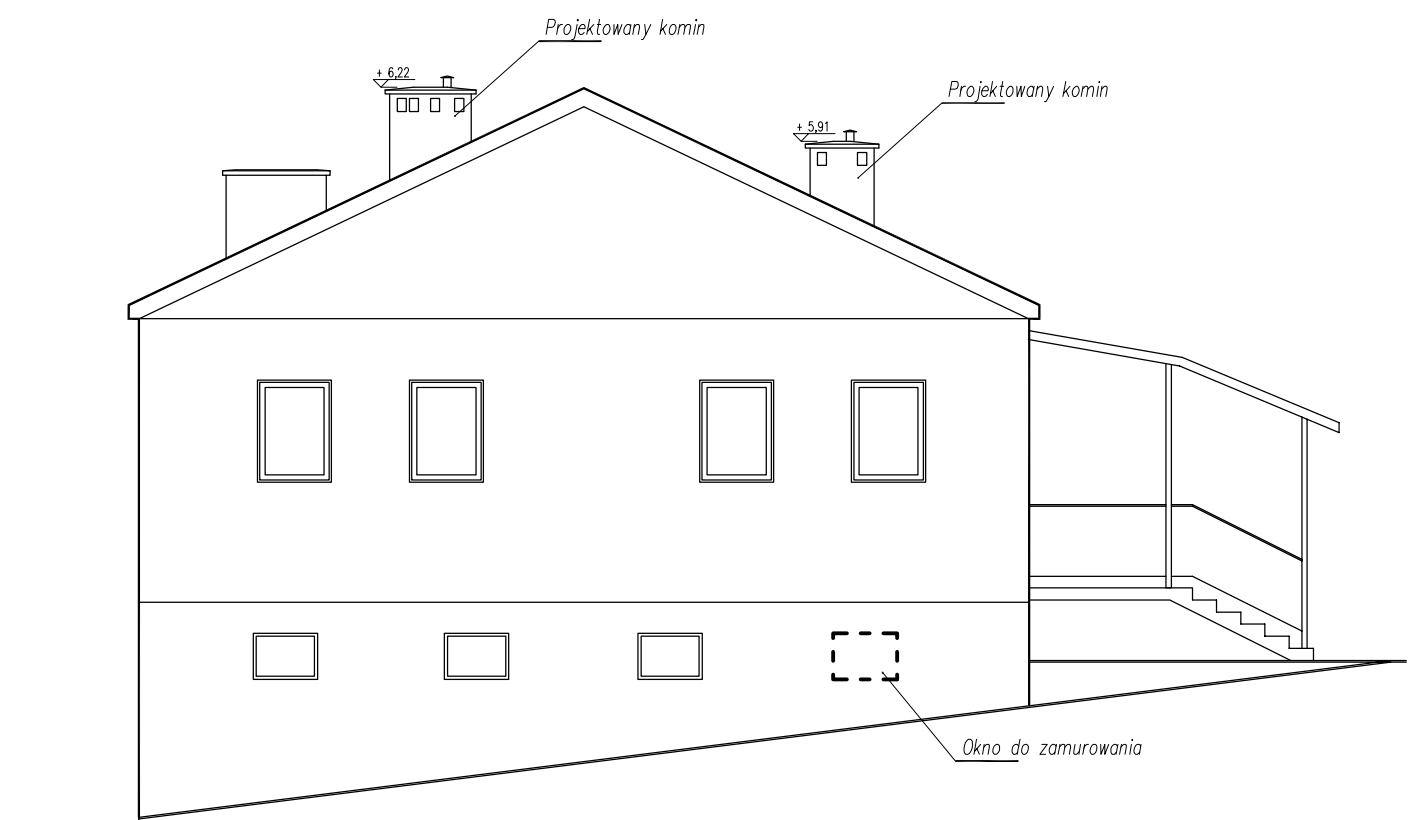 Projektowany komin
+ 6,22
Projektowany komin
+ 5,91
Okno do zamurowania